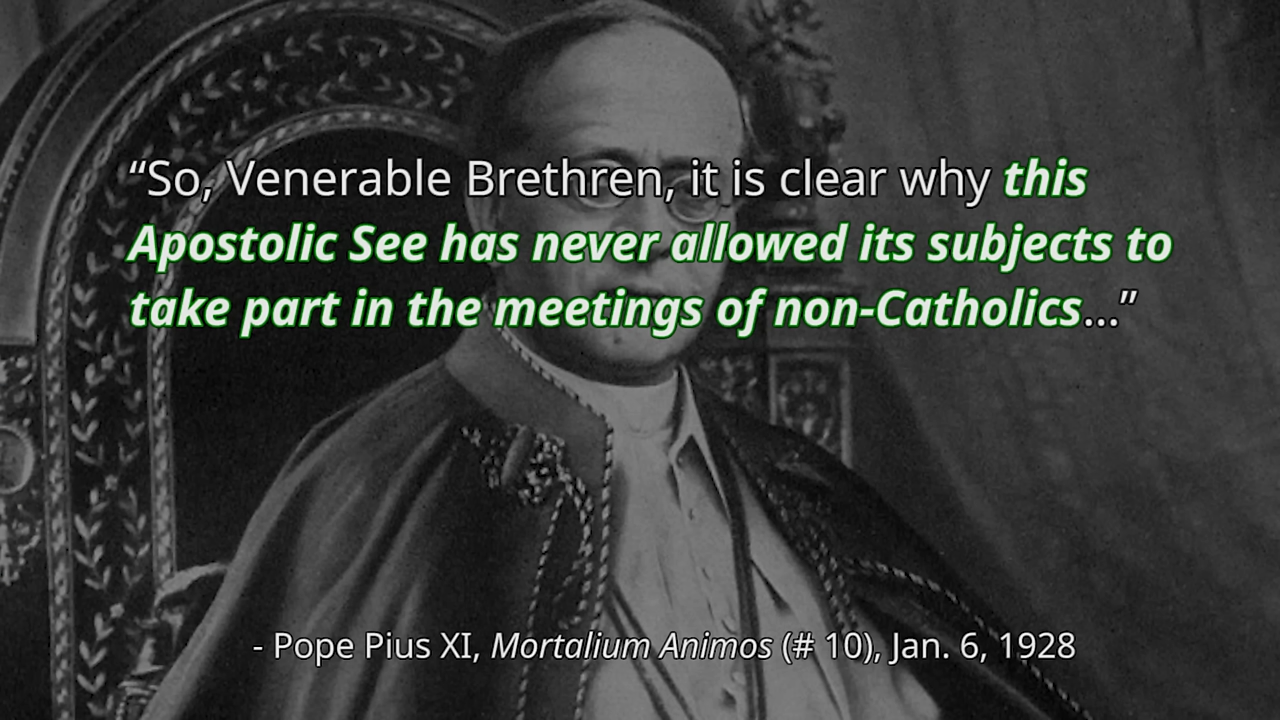 “So, Venerable Brethren, it is clear why this
Apostolic See has never allowed its subjects to
take part in the meetings of non-Catholics...”
- Pope Pius XI, Mortalium Animos (# 10), Jan. 6, 1928